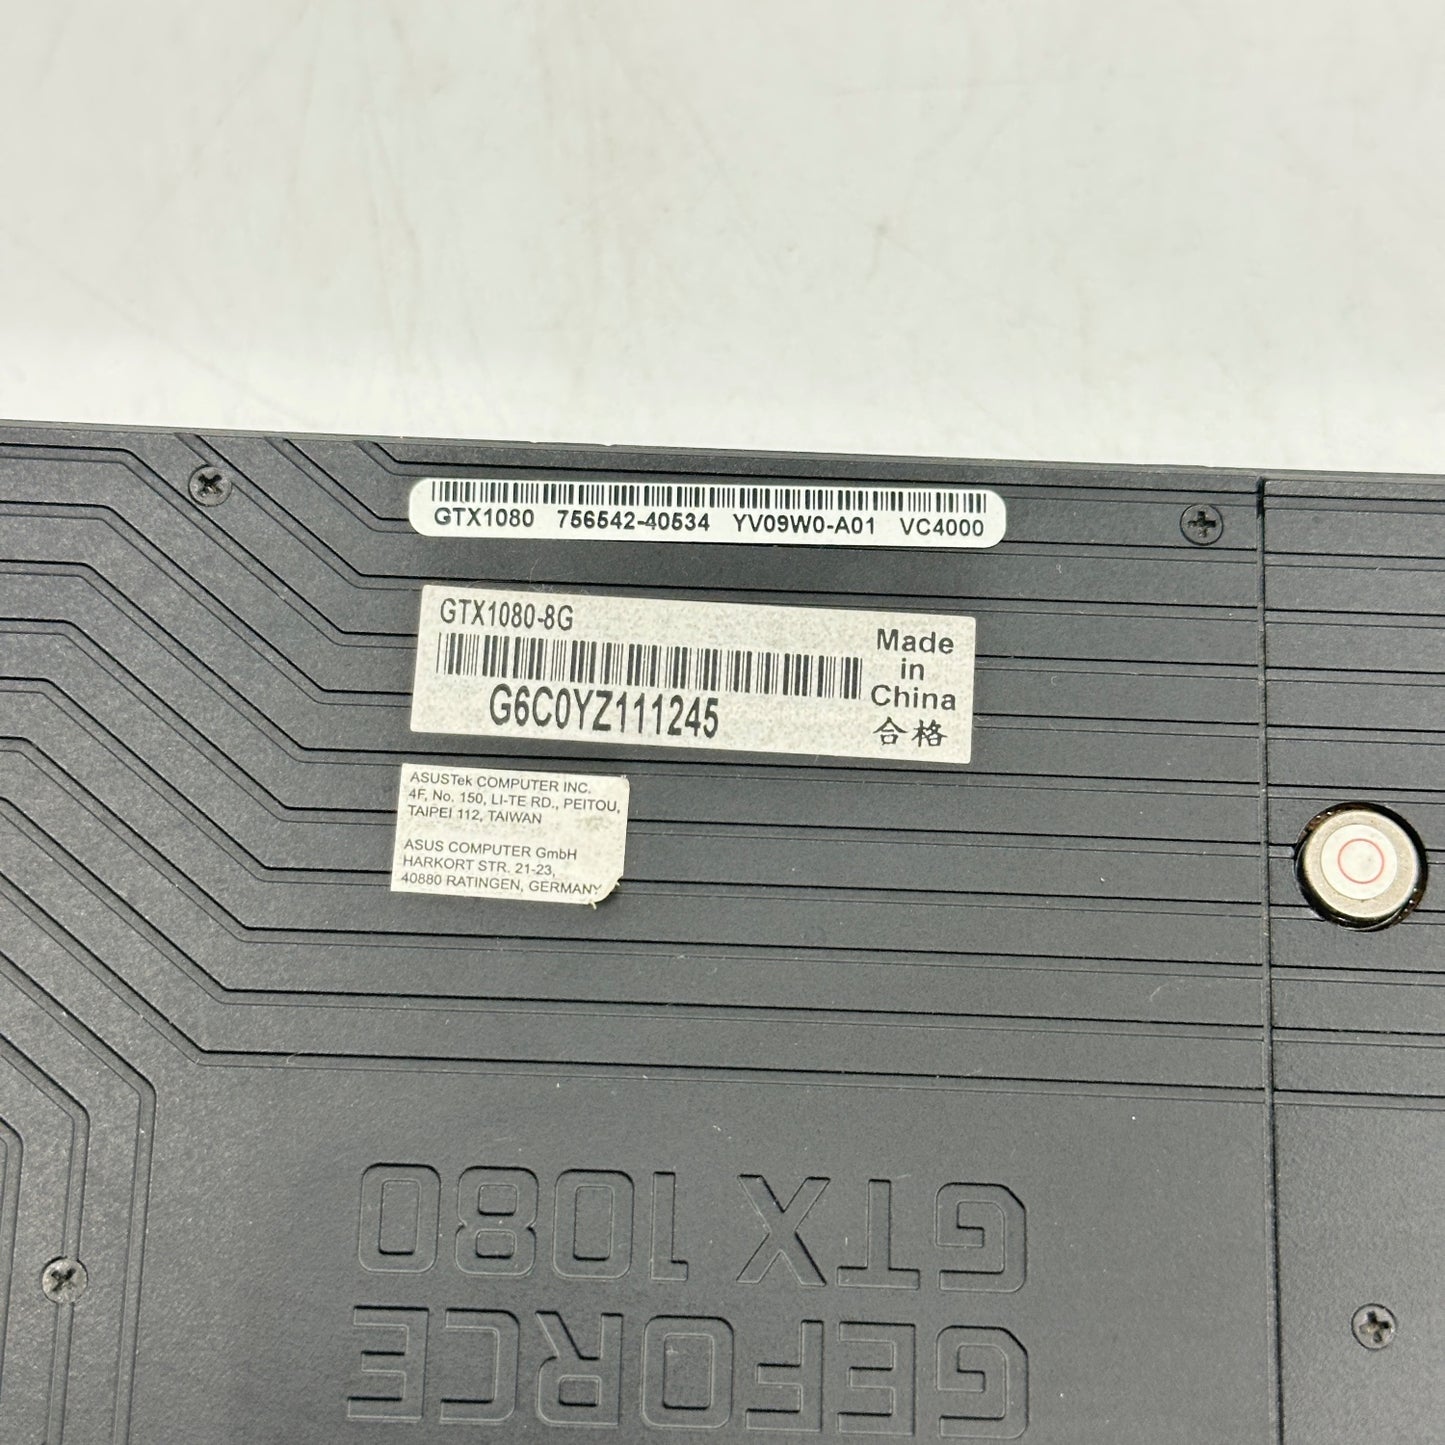 GTX1080 756542-40534 YV09W0-A01 VC4000
GTX1080-8G
G6C0YZ111245
Made
in
China
合格
ASUSTek COMPUTER INC.
4F, No. 150, LI-TE RD., PEITOU,
TAIPEI 112, TAIWAN
ASUS COMPUTER GmbH
HARKORT STR. 21-23,
40880 RATINGEN, GERMANY
GEFORCE
GTX 1080